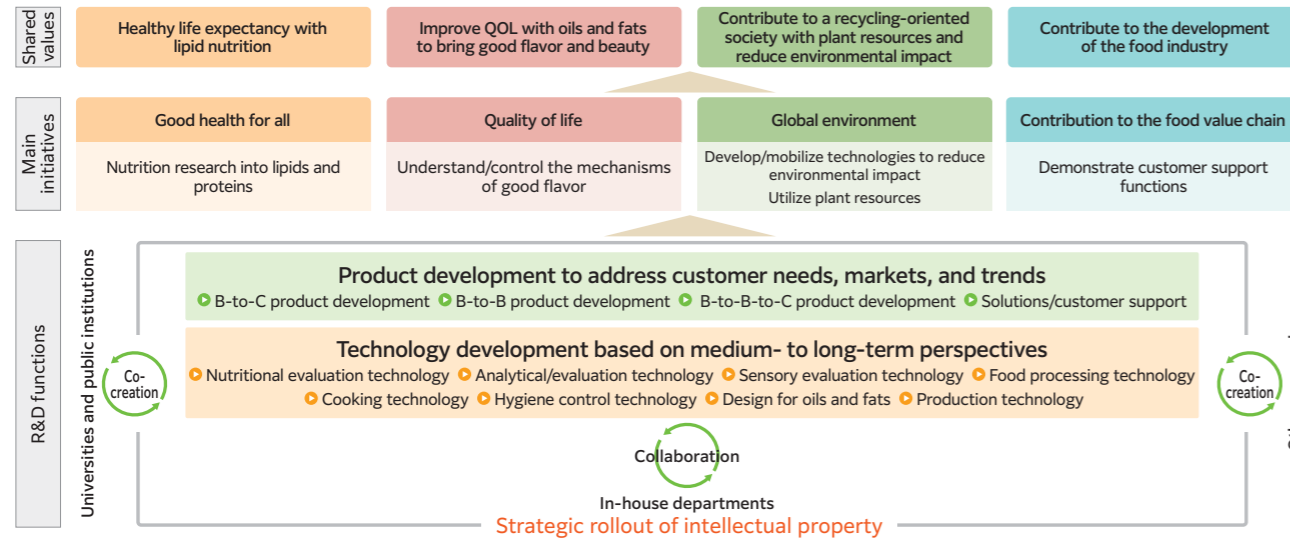 Shared
values
Healthy life expectancy with
lipid nutrition
Improve QOL with oils and fats
to bring good flavor and beauty
Contribute to a recycling-oriented
society with plant resources and
reduce environmental impact
Contribute to the development
of the food industry
Main
initiatives
Good health for all
Nutrition research into lipids and
proteins
Quality of life
Understand/control the mechanisms
of good flavor
Global environment
Develop/mobilize technologies to reduce
environmental impact
Utilize plant resources
Contribution to the food value chain
Demonstrate customer support
functions
R&D functions
Universities and public institutions
Co-
creation
Product development to address customer needs, markets, and trends
B-to-C product development B-to-B product development B-to-B-to-C product development Solutions/customer support
Technology development based on medium- to long-term perspectives
Nutritional evaluation technology Analytical/evaluation technology Sensory evaluation technology Food processing technology
Cooking technology Hygiene control technology Design for oils and fats Production technology
Co-
creation
Collaboration
In-house departments
Strategic rollout of intellectual property